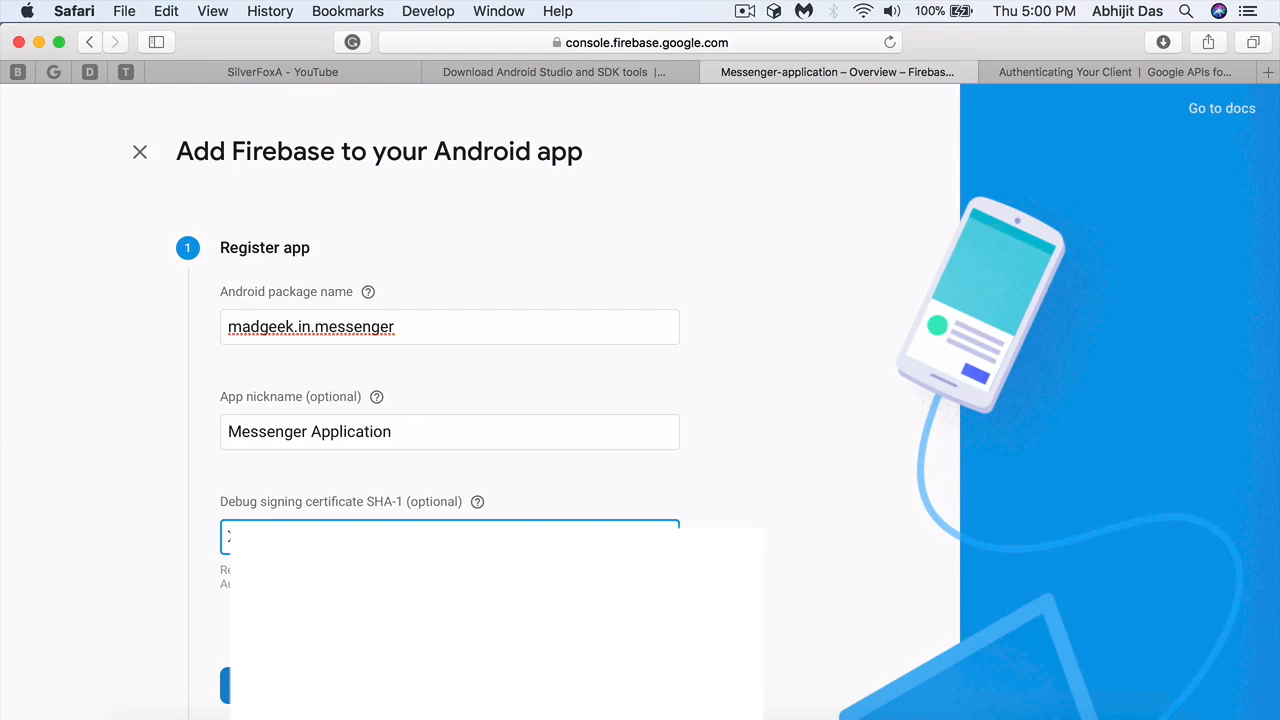 Safari File Edit View History Bookmarks Develop Window Help 100% Thu 5:00 PM Abhijit Das
console.firebase.google.com
B G D T SilverFoxA - YouTube Download Android Studio and SDK tools |... Messenger-application – Overview – Firebas... Authenticating Your Client | Google APIs fo...
Go to docs
Add Firebase to your Android app
1 Register app
Android package name ?
madgeek.in.messenger
App nickname (optional) ?
Messenger Application
Debug signing certificate SHA-1 (optional) ?